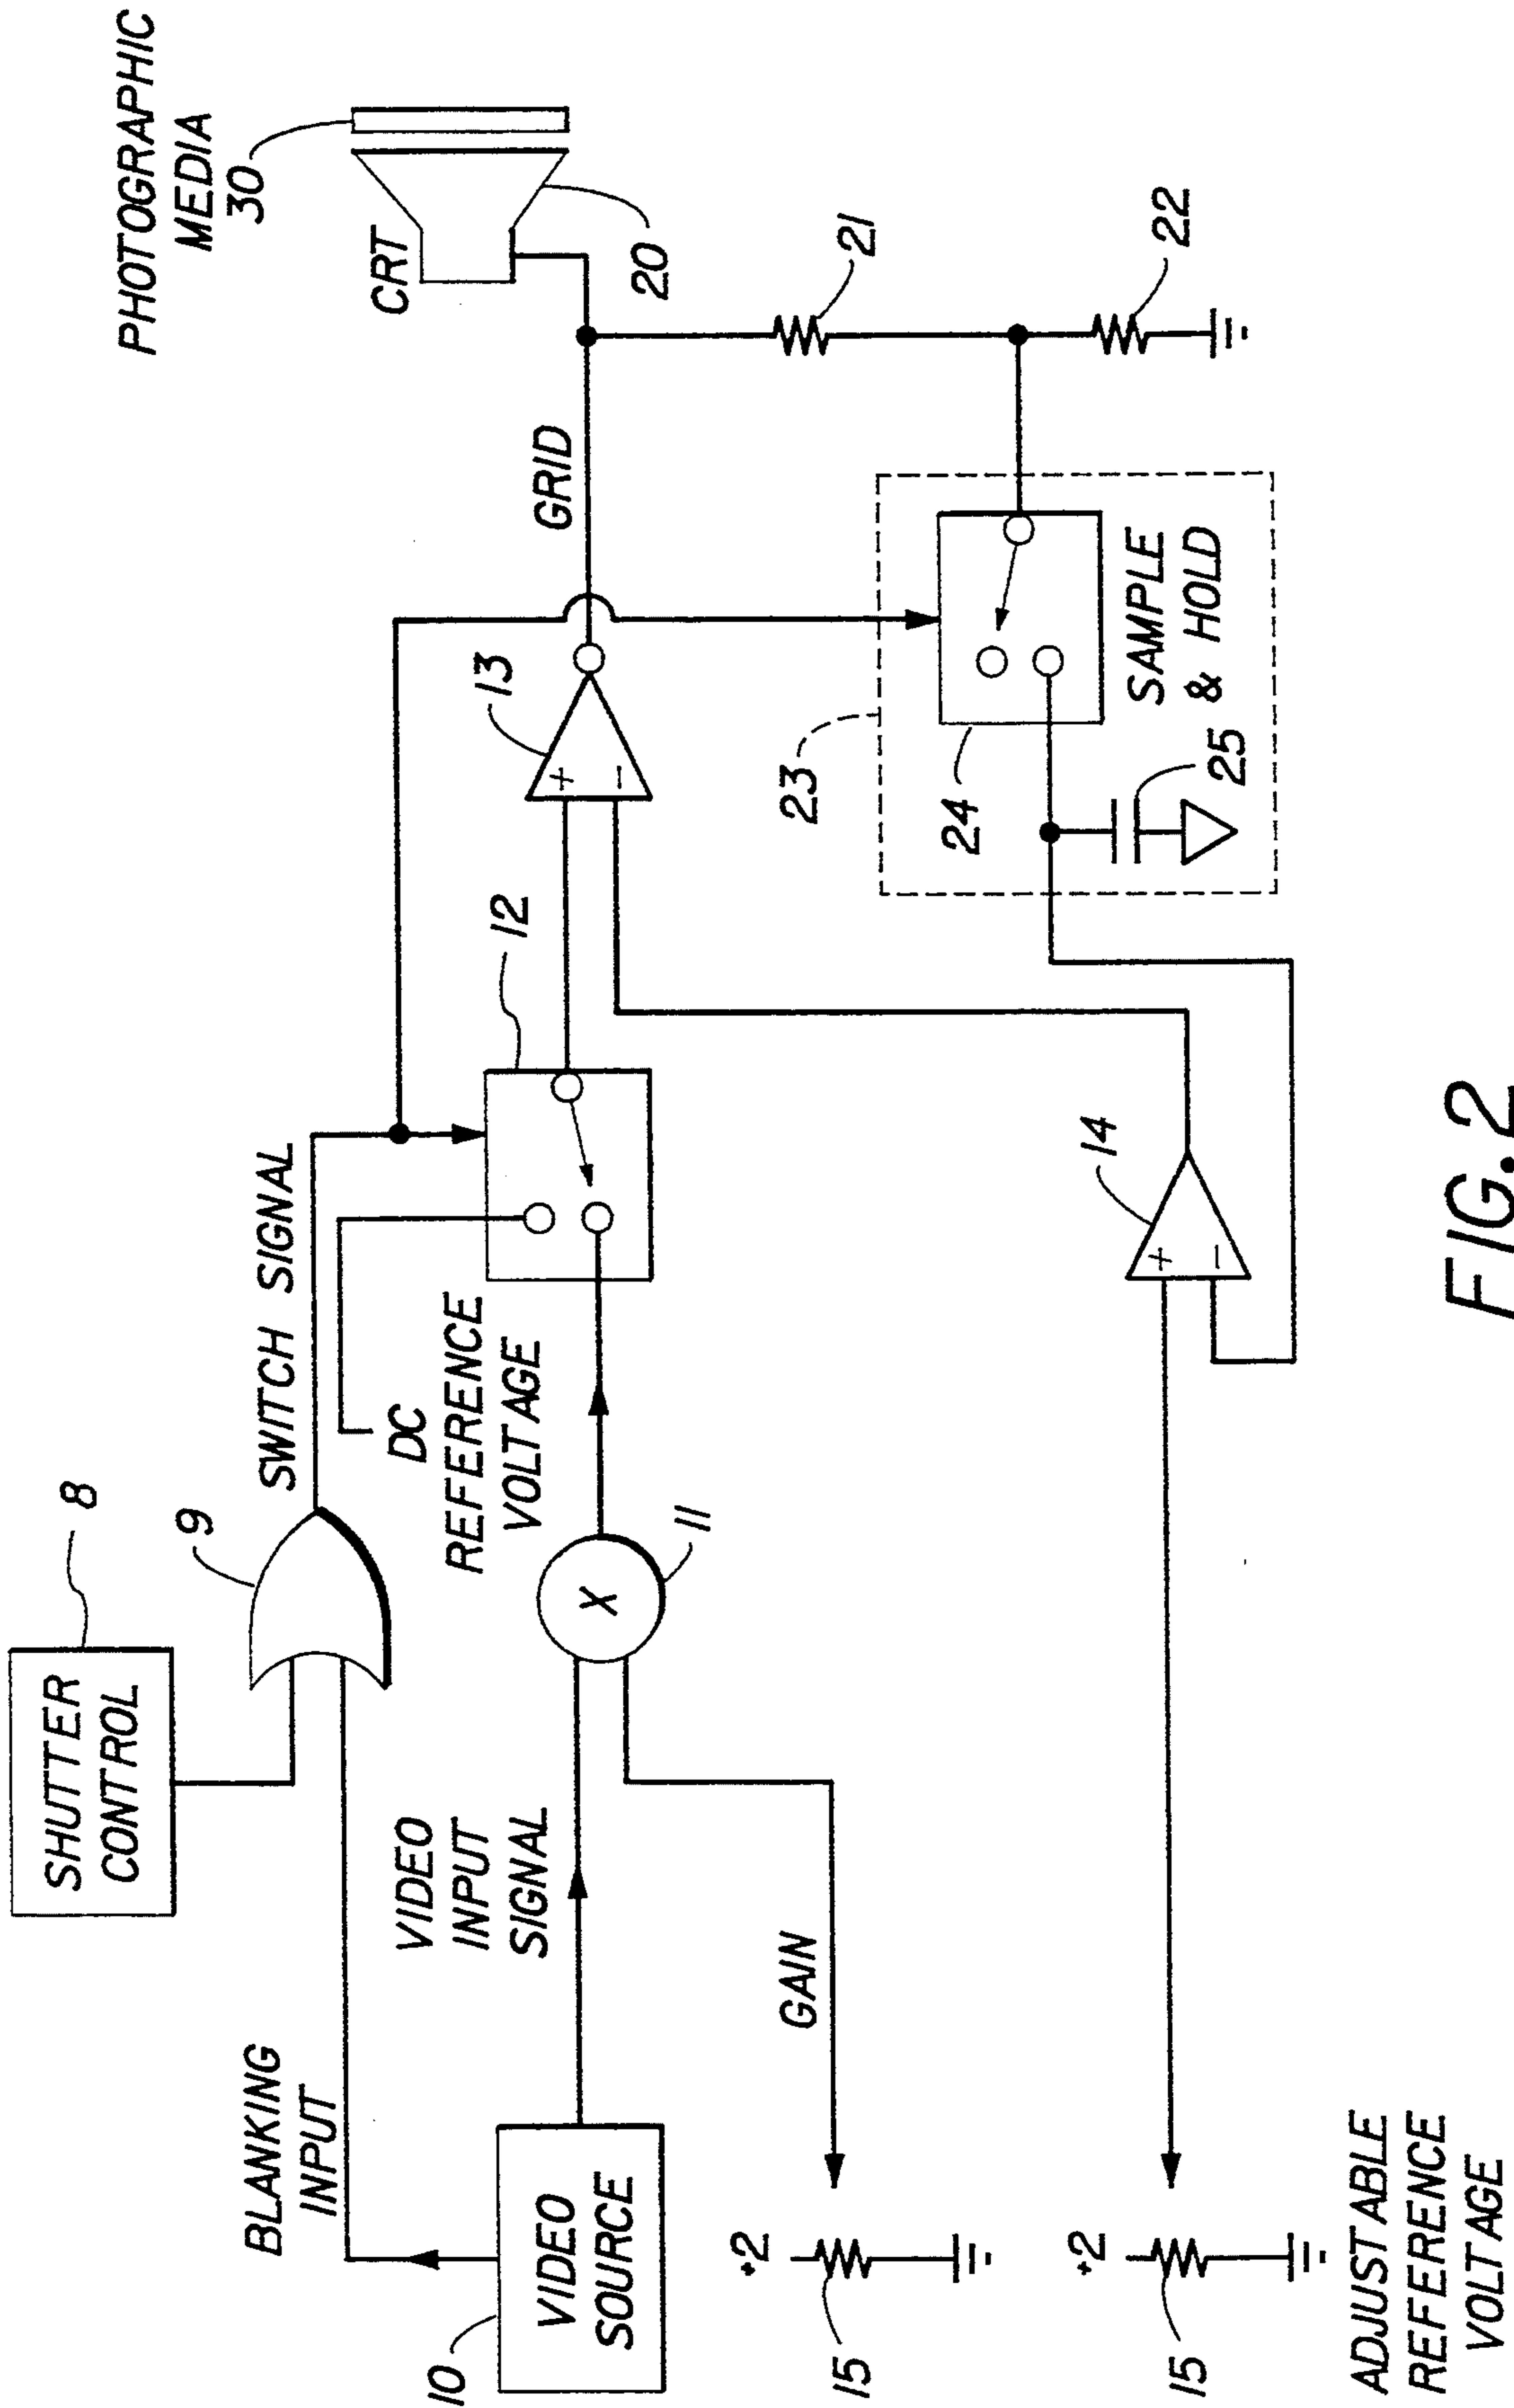 SHUTTER
CONTROL
8
9
SWITCH SIGNAL
BLANKING
INPUT
VIDEO
SOURCE
10
VIDEO
INPUT
SIGNAL
X
11
GAIN
+2
15
DC
REFERENCE
VOLTAGE
12
+
−
13
GRID
CRT
20
PHOTOGRAPHIC
MEDIA
30
21
22
23
24
25
SAMPLE
& HOLD
+
−
14
+2
15
ADJUSTABLE
REFERENCE
VOLTAGE
FIG. 2